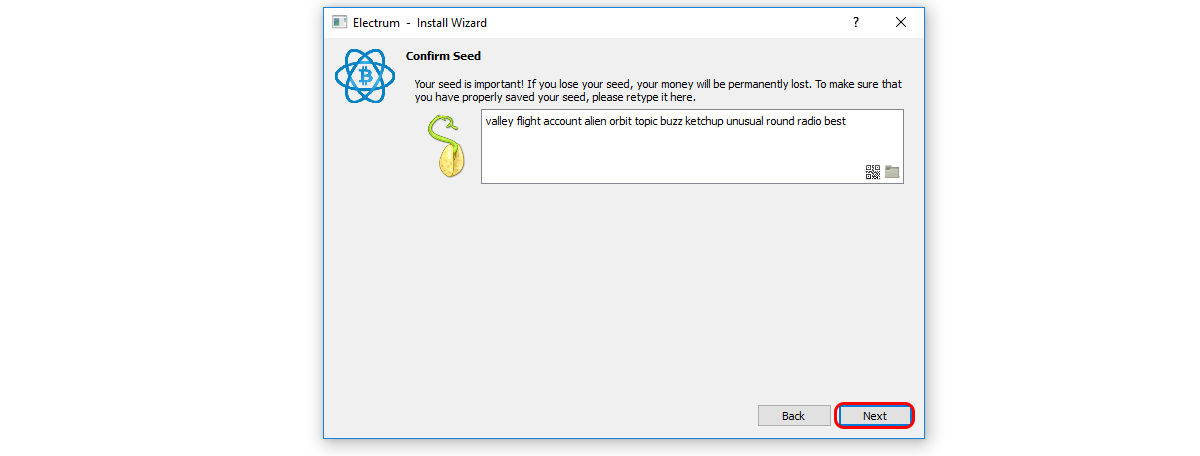 Electrum - Install Wizard
?
Confirm Seed
Your seed is important! If you lose your seed, your money will be permanently lost. To make sure that
you have properly saved your seed, please retype it here.
valley flight account alien orbit topic buzz ketchup unusual round radio best
Back Next